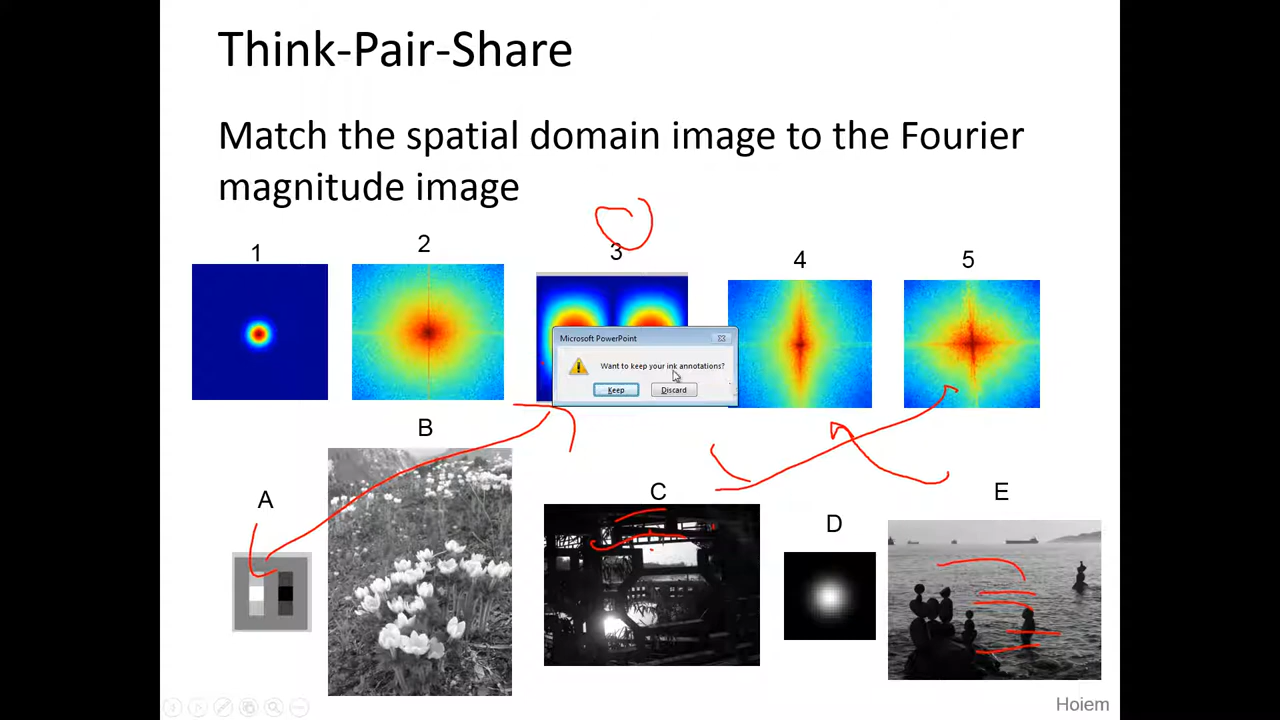 Think-Pair-Share
Match the spatial domain image to the Fourier
magnitude image
1
2
3
4
5
Microsoft PowerPoint
Want to keep your ink annotations?
Keep
Discard
B
A
C
D
E
Hoiem